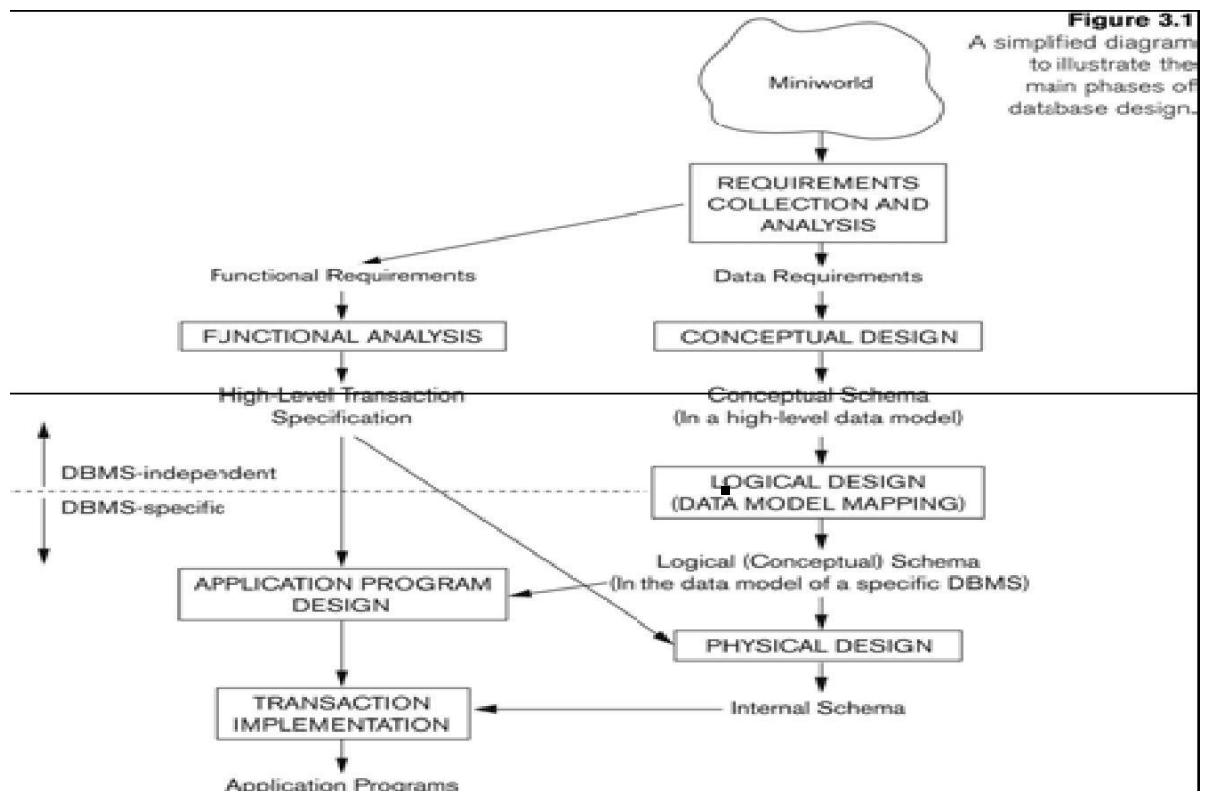 Figure 3.1
A simplified diagram
to illustrate the
main phases of
database design.
Miniworld
REQUIREMENTS
COLLECTION AND
ANALYSIS
Functional Requirements
Data Requirements
FUNCTIONAL ANALYSIS
CONCEPTUAL DESIGN
High-Level Transaction
Specification
Conceptual Schema
(In a high-level data model)
DBMS-independent
DBMS-specific
LOGICAL DESIGN
(DATA MODEL MAPPING)
Logical (Conceptual) Schema
(In the data model of a specific DBMS)
APPLICATION PROGRAM
DESIGN
PHYSICAL DESIGN
TRANSACTION
IMPLEMENTATION
Internal Schema
Application Programs